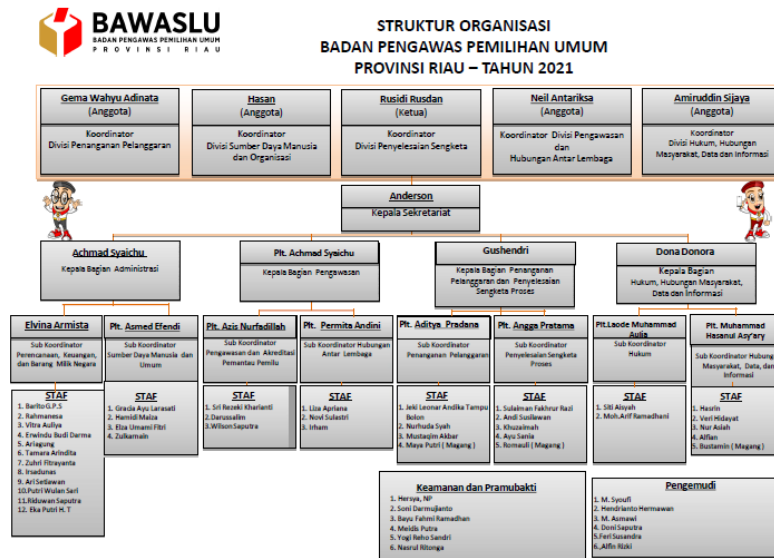 BAWASLU
BADAN PENGAWAS PEMILIHAN UMUM
PROVINSI RIAU
STRUKTUR ORGANISASI
BADAN PENGAWAS PEMILIHAN UMUM
PROVINSI RIAU – TAHUN 2021
Gema Wahyu Adinata
(Anggota)
Koordinator
Divisi Penanganan Pelanggaran
Hasan
(Anggota)
Koordinator
Divisi Sumber Daya Manusia
dan Organisasi
Rusidi Rusdan
(Ketua)
Koordinator
Divisi Penyelesaian Sengketa
Neil Antariksa
(Anggota)
Koordinator Divisi Pengawasan
dan
Hubungan Antar Lembaga
Amiruddin Sijaya
(Anggota)
Koordinator
Divisi Hukum, Hubungan
Masyarakat, Data dan Informasi
Anderson
Kepala Sekretariat
Achmad Syaichu
Kepala Bagian Administrasi
Plt. Achmad Syaichu
Kepala Bagian Pengawasan
Gushendri
Kepala Bagian Penanganan
Pelanggaran dan Penyelesaian
Sengketa Proses
Dona Donora
Kepala Bagian
Hukum, Hubungan Masyarakat,
Data dan Informasi
Elvina Armista
Sub Koordinator
Perencanaan, Keuangan,
dan Barang Milik Negara
Plt. Asmed Efendi
Sub Koordinator
Sumber Daya Manusia dan
Umum
Plt. Azis Nurfadillah
Sub Koordinator
Pengawasan dan Akreditasi
Pemantau Pemilu
Plt. Permita Andini
Sub Koordinator Hubungan
Antar Lembaga
Plt. Aditya Pradana
Sub Koordinator
Penanganan Pelanggaran
Plt. Angga Pratama
Sub Koordinator
Penyelesaian Sengketa
Proses
Plt.Laode Muhammad
Aulia
Sub Koordinator
Hukum
Plt. Muhammad
Hasanul Asy'ary
Sub Koordinator Hubungan
Masyarakat, Data, dan
Informasi
STAF
1. Barito G.P.S
2. Rahmanesa
3. Vitra Auliya
4. Erwindu Budi Darma
5. Ariagung
6. Tamara Arindita
7. Zuhri Fitrayanta
8. Irsadunas
9. Ari Setiawan
10.Putri Wulan Sari
11.Riduwan Saputra
12. Eka Putri H. T
STAF
1. Gracia Ayu Larasati
2. Hamidi Maiza
3. Elza Umami Fitri
4. Zulkarnain
STAF
1. Sri Rezeki Kharianti
2.Darussalim
3.Wilson Saputra
STAF
1. Liza Apriana
2. Novi Sulastri
3. Irham
STAF
1. Jeki Leonar Andika Tampu
Bolon
2. Nurhuda Syah
3. Mustaqim Akbar
4. Maya Putri ( Magang )
STAF
1. Sulaiman Fakhrur Razi
2. Andi Susilawan
3. Khuzaimah
4. Ayu Sania
5. Romauli ( Magang )
STAF
1. Siti Aisyah
2. Moh.Arif Ramadhani
STAF
1. Hasrin
2. Veri Hidayat
3. Nur Asiah
4. Alfian
5. Bustamin ( Magang )
Keamanan dan Pramubakti
1. Hersya, NP
2. Soni Darmujianto
3. Bayu Fahmi Ramadhan
4. Meidis Putra
5. Yogi Reho Sandri
6. Nasrul Ritonga
Pengemudi
1. M. Syoufi
2. Hendrianto Hermawan
3. M. Asmawi
4. Doni Saputra
5.Feri Susandra
6.,Alfin Rizki